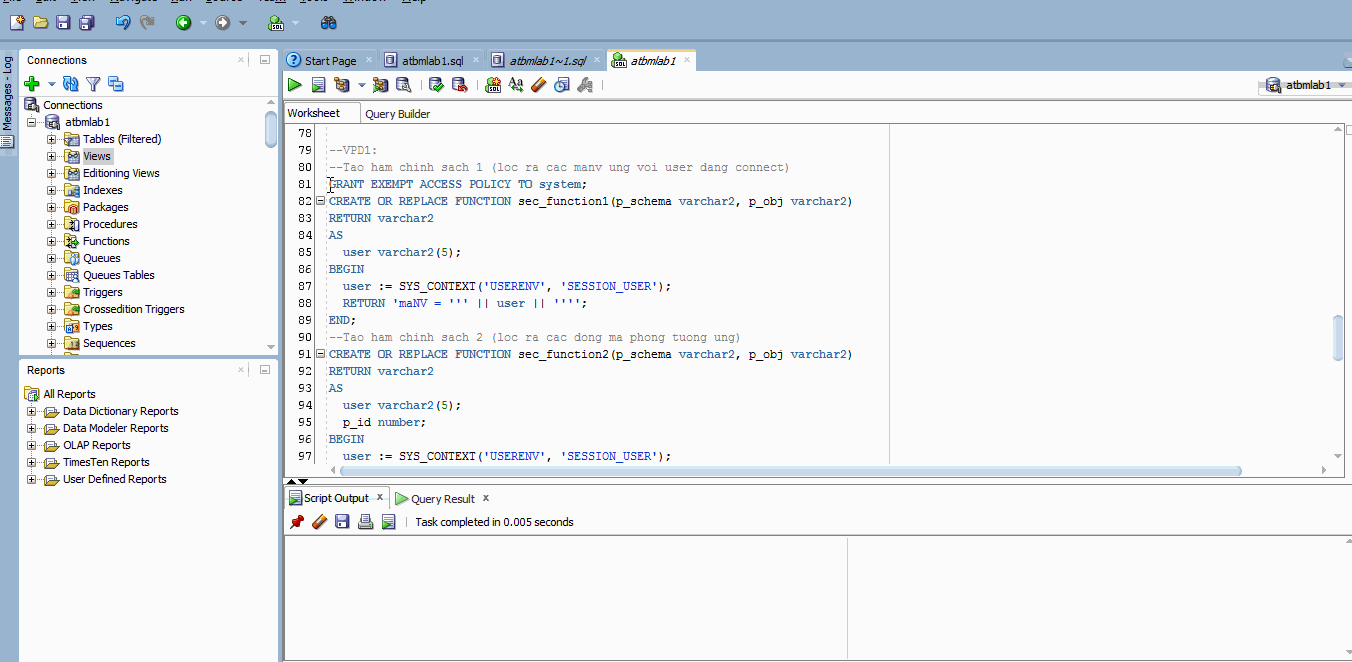 Messages - Log
Connections
Connections
atbmlab1
Tables (Filtered)
Views
Editioning Views
Indexes
Packages
Procedures
Functions
Queues
Queues Tables
Triggers
Crossedition Triggers
Types
Sequences
Reports
All Reports
Data Dictionary Reports
Data Modeler Reports
OLAP Reports
TimesTen Reports
User Defined Reports
Start Page
atbmlab1.sql
atbmlab1~1.sql
atbmlab1
atbmlab1
Worksheet
Query Builder
78
79 --VPD1:
80 --Tao ham chinh sach 1 (loc ra cac manv ung voi user dang connect)
81 GRANT EXEMPT ACCESS POLICY TO system;
82 CREATE OR REPLACE FUNCTION sec_function1(p_schema varchar2, p_obj varchar2)
83 RETURN varchar2
84 AS
85 user varchar2(5);
86 BEGIN
87 user := SYS_CONTEXT('USERENV', 'SESSION_USER');
88 RETURN 'maNV = ''' || user || '''';
89 END;
90 --Tao ham chinh sach 2 (loc ra cac dong ma phong tuong ung)
91 CREATE OR REPLACE FUNCTION sec_function2(p_schema varchar2, p_obj varchar2)
92 RETURN varchar2
93 AS
94 user varchar2(5);
95 p_id number;
96 BEGIN
97 user := SYS_CONTEXT('USERENV', 'SESSION_USER');
Script Output
Query Result
Task completed in 0.005 seconds